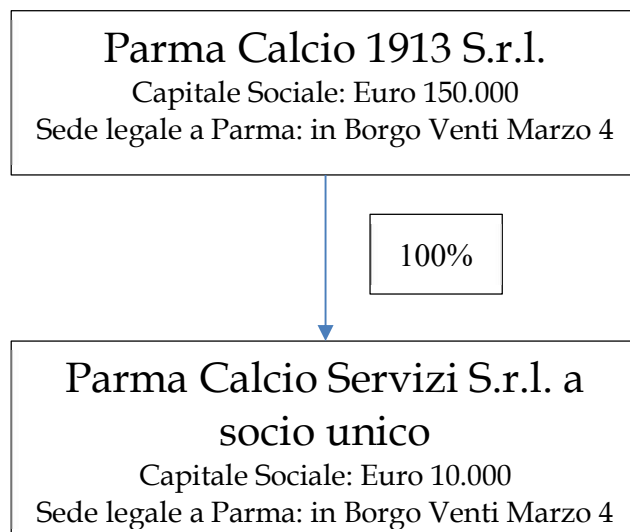 Parma Calcio 1913 S.r.l.
Capitale Sociale: Euro 150.000
Sede legale a Parma: in Borgo Venti Marzo 4
100%
Parma Calcio Servizi S.r.l. a
socio unico
Capitale Sociale: Euro 10.000
Sede legale a Parma: in Borgo Venti Marzo 4